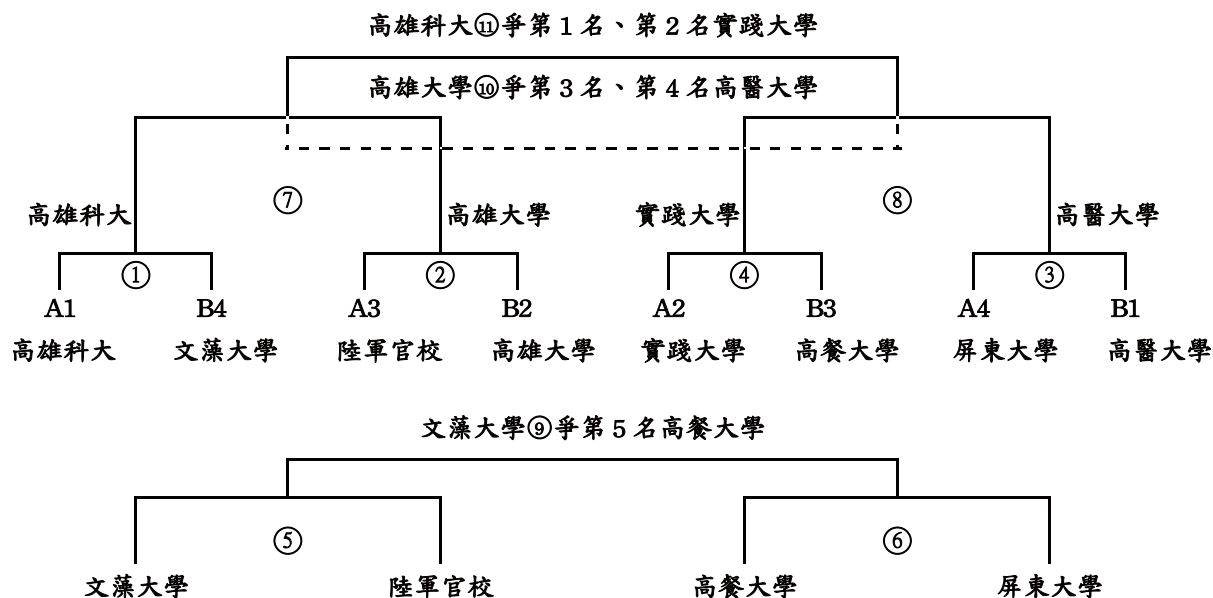 高雄科大⑪爭第 1 名、第 2 名實踐大學
高雄大學⑩爭第 3 名、第 4 名高醫大學
⑦ ⑧
高雄科大 高雄大學 實踐大學 高醫大學
① ② ④ ③
A1 B4 A3 B2 A2 B3 A4 B1
高雄科大 文藻大學 陸軍官校 高雄大學 實踐大學 高餐大學 屏東大學 高醫大學
文藻大學⑨爭第 5 名高餐大學
⑤ ⑥
文藻大學 陸軍官校 高餐大學 屏東大學